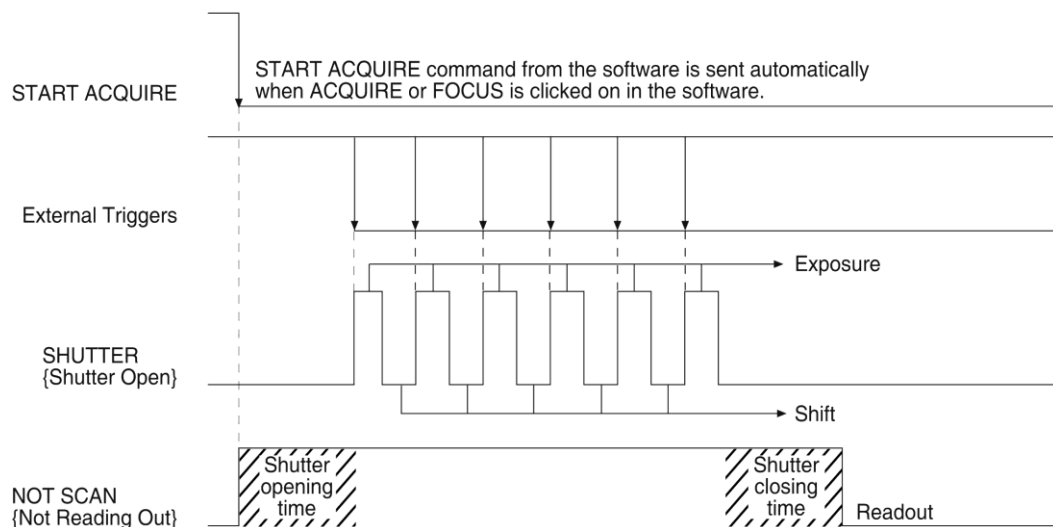 START ACQUIRE command from the software is sent automatically
when ACQUIRE or FOCUS is clicked on in the software.
START ACQUIRE
External Triggers
Exposure
SHUTTER
{Shutter Open}
Shift
Shutter
opening
time
Shutter
closing
time
NOT SCAN
{Not Reading Out}
Readout